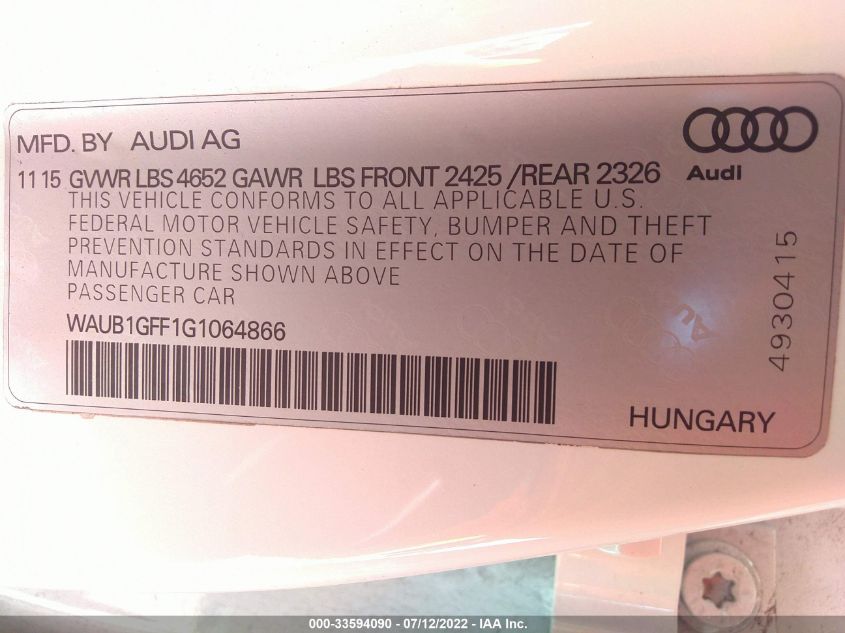 MFD. BY AUDI AG
Audi
11 15 GVWR LBS 4652 GAWR LBS FRONT 2425 /REAR 2326
THIS VEHICLE CONFORMS TO ALL APPLICABLE U.S.
FEDERAL MOTOR VEHICLE SAFETY, BUMPER AND THEFT
PREVENTION STANDARDS IN EFFECT ON THE DATE OF
MANUFACTURE SHOWN ABOVE
PASSENGER CAR
WAUB1GFF1G1064866
4930415
HUNGARY
000-33594090 - 07/12/2022 - IAA Inc.